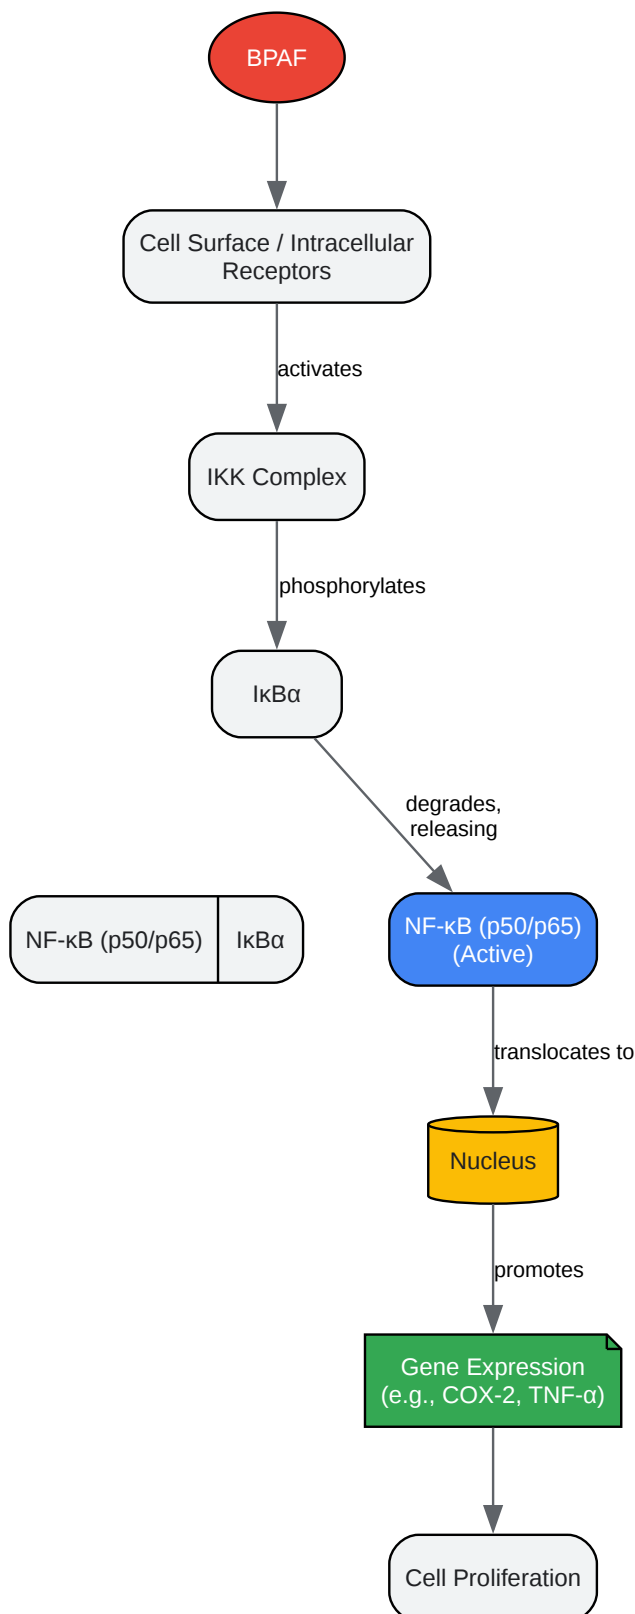 BPAF
Cell Surface / Intracellular
Receptors
activates
IKK Complex
phosphorylates
IκBα
degrades,
releasing
NF-κB (p50/p65)
IκBα
NF-κB (p50/p65)
(Active)
translocates to
Nucleus
promotes
Gene Expression
(e.g., COX-2, TNF-α)
Cell Proliferation